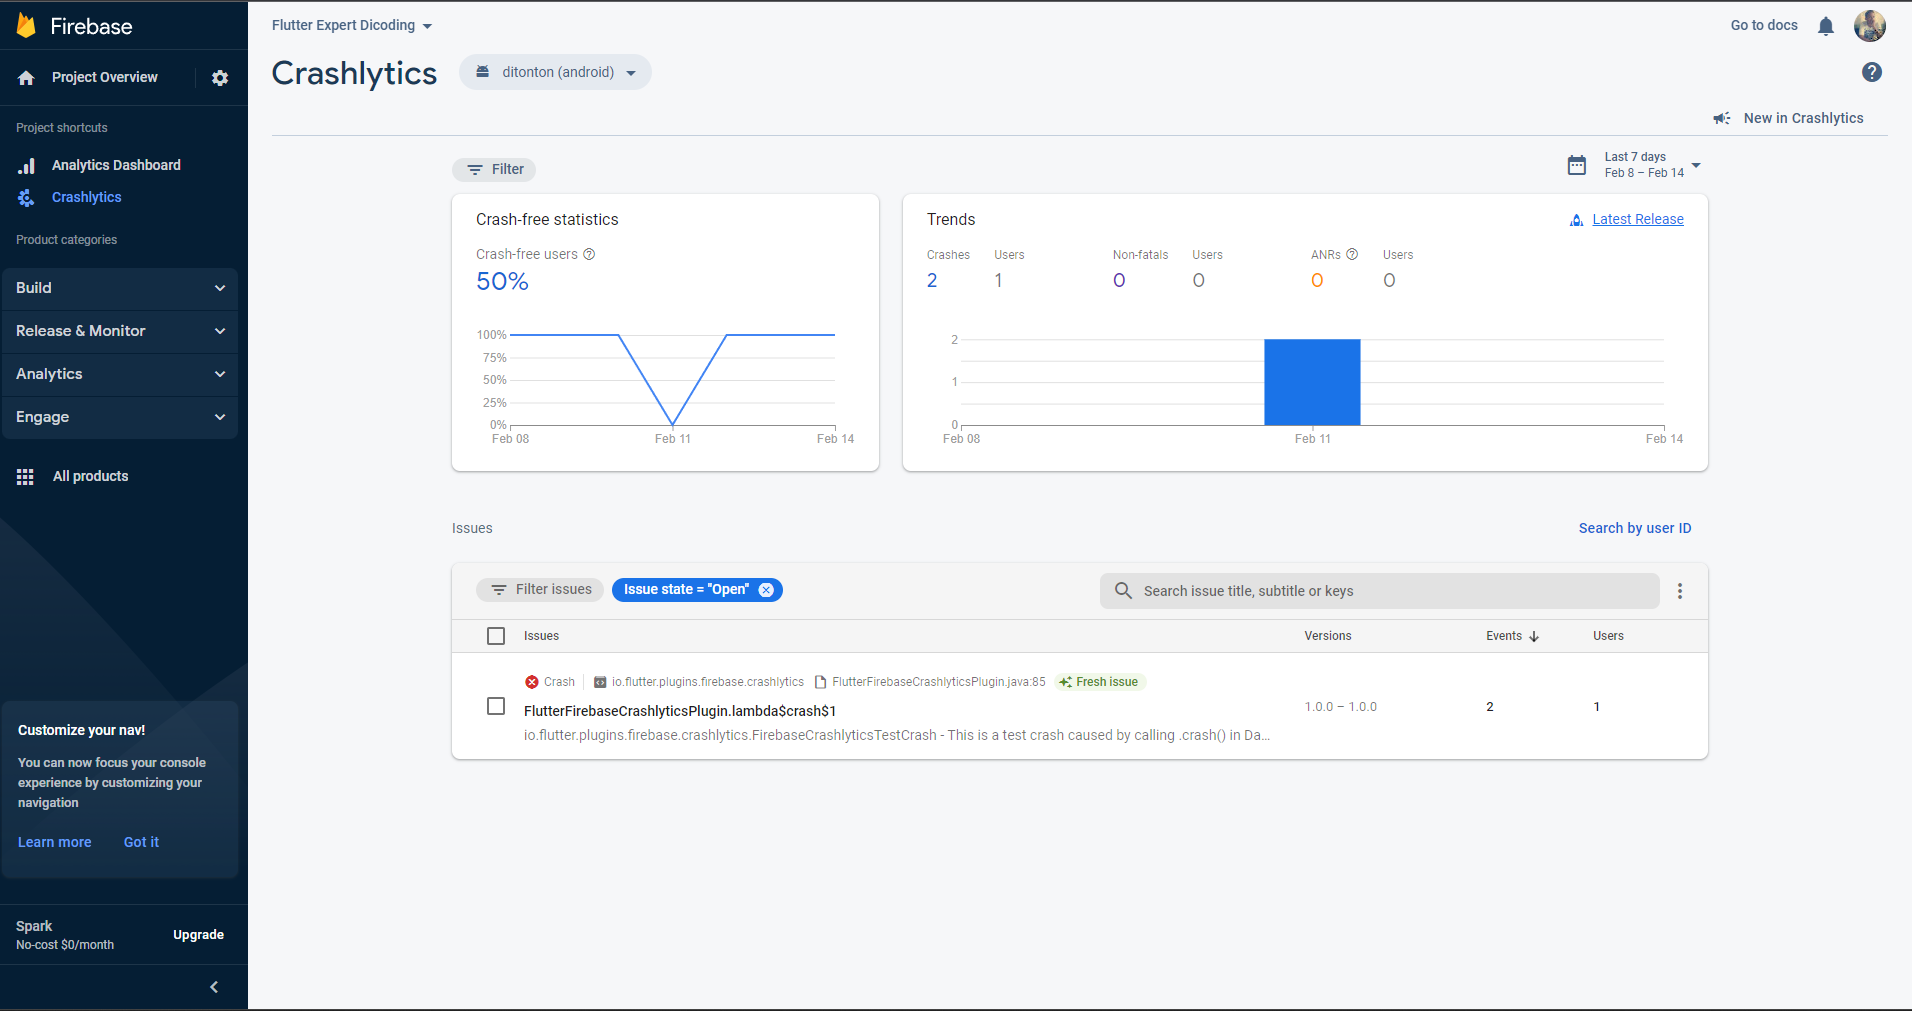 Firebase
Project Overview
Project shortcuts
Analytics Dashboard
Crashlytics
Product categories
Build
Release & Monitor
Analytics
Engage
All products
Customize your nav!
You can now focus your console
experience by customizing your
navigation
Learn more Got it
Spark
No-cost $0/month
Upgrade
Flutter Expert Dicoding
Go to docs
Crashlytics
ditonton (android)
New in Crashlytics
Filter
Last 7 days
Feb 8 – Feb 14
Crash-free statistics
Crash-free users
50%
100%
75%
50%
25%
0%
Feb 08 Feb 11 Feb 14
Trends
Latest Release
Crashes Users Non-fatals Users ANRs Users
2 1 0 0 0 0
2
1
0
Feb 08 Feb 11 Feb 14
Issues
Search by user ID
Filter issues
Issue state = "Open"
Search issue title, subtitle or keys
Issues Versions Events Users
Crash io.flutter.plugins.firebase.crashlytics FlutterFirebaseCrashlyticsPlugin.java:85 Fresh issue
FlutterFirebaseCrashlyticsPlugin.lambda$crash$1
1.0.0 – 1.0.0 2 1
io.flutter.plugins.firebase.crashlytics.FirebaseCrashlyticsTestCrash - This is a test crash caused by calling .crash() in Da...